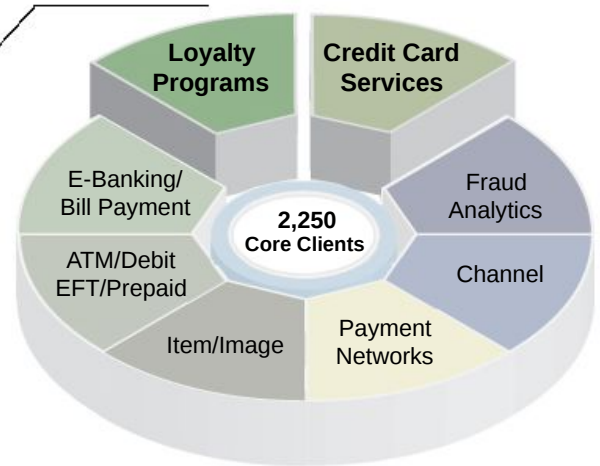 Loyalty
Programs
Credit Card
Services
E-Banking/
Bill Payment
Fraud
Analytics
2,250
Core Clients
ATM/Debit
EFT/Prepaid
Channel
Item/Image
Payment
Networks